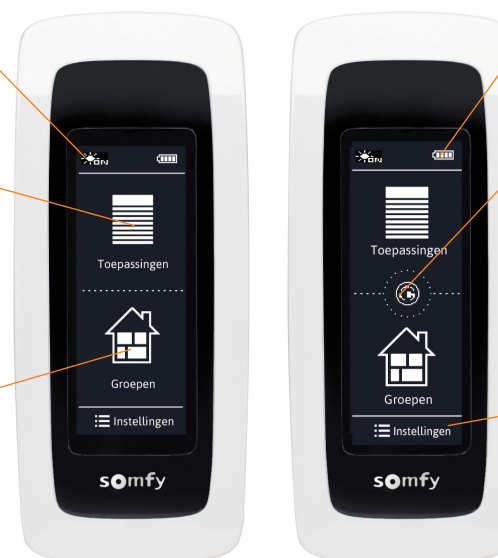 ON
Toepassingen
Groepen
Instellingen
somfy
ON
Toepassingen
Groepen
Instellingen
somfy